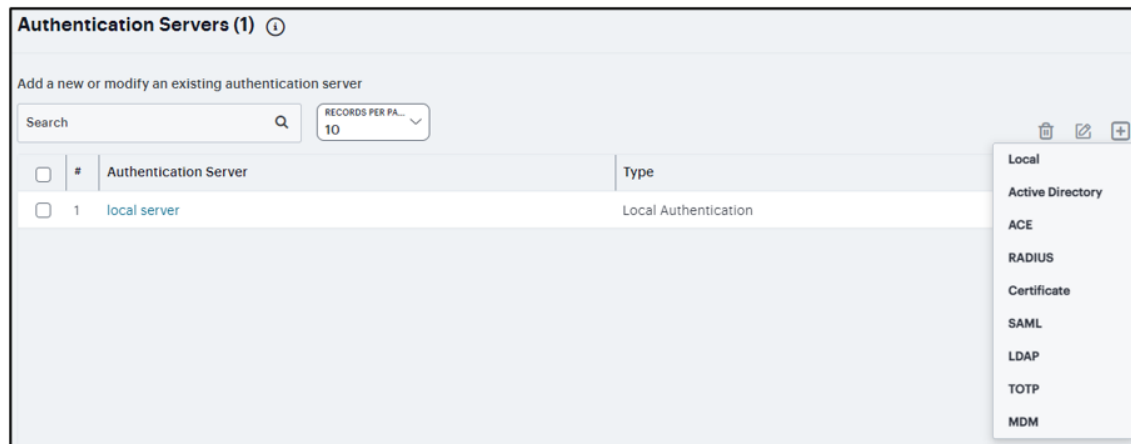 Authentication Servers (1)
Add a new or modify an existing authentication server
Search
RECORDS PER PA...
10
# Authentication Server Type
1 local server Local Authentication
Local
Active Directory
ACE
RADIUS
Certificate
SAML
LDAP
TOTP
MDM